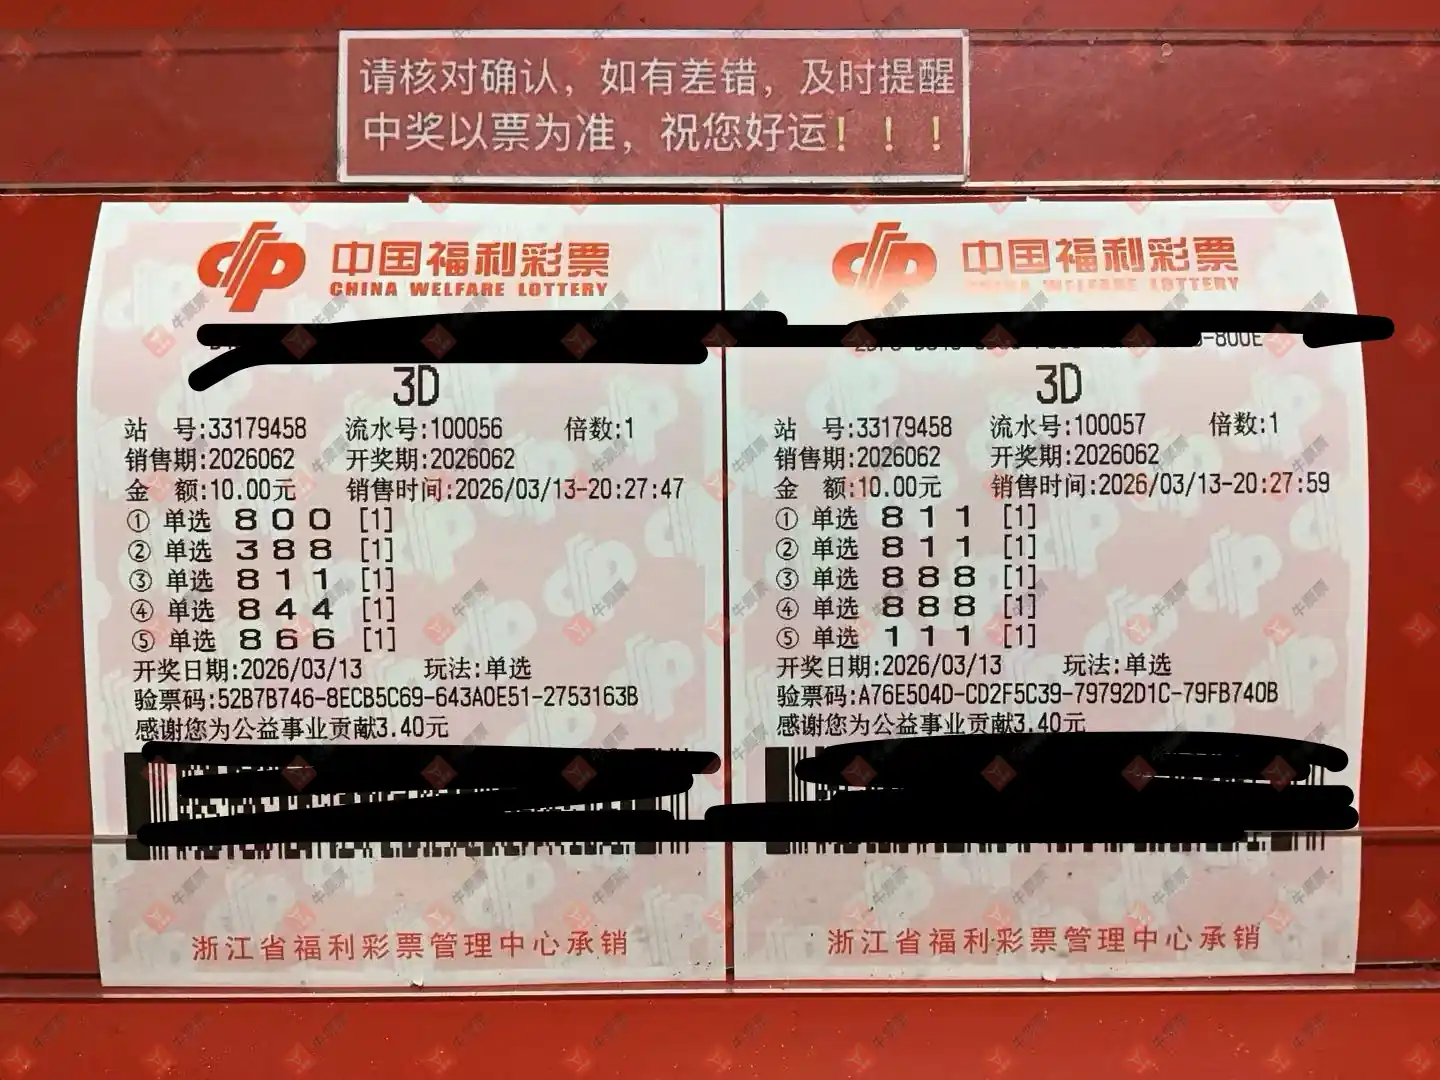 请核对确认，如有差错，及时提醒
中奖以票为准，祝您好运！！！
中国福利彩票
CHINA WELFARE LOTTERY
3D
站 号:33179458 流水号:100056 倍数:1
销售期:2026062 开奖期:2026062
金 额:10.00元 销售时间:2026/03/13-20:27:47
① 单选 8 0 0 [1]
② 单选 3 8 8 [1]
③ 单选 8 1 1 [1]
④ 单选 8 4 4 [1]
⑤ 单选 8 6 6 [1]
开奖日期:2026/03/13 玩法:单选
验票码:52B7B746-8ECB5C69-643A0E51-2753163B
感谢您为公益事业贡献3.40元
浙江省福利彩票管理中心承销
中国福利彩票
CHINA WELFARE LOTTERY
-800E
3D
站 号:33179458 流水号:100057 倍数:1
销售期:2026062 开奖期:2026062
金 额:10.00元 销售时间:2026/03/13-20:27:59
① 单选 8 1 1 [1]
② 单选 8 1 1 [1]
③ 单选 8 8 8 [1]
④ 单选 8 8 8 [1]
⑤ 单选 1 1 1 [1]
开奖日期:2026/03/13 玩法:单选
验票码:A76E504D-CD2F5C39-79792D1C-79FB740B
感谢您为公益事业贡献3.40元
浙江省福利彩票管理中心承销